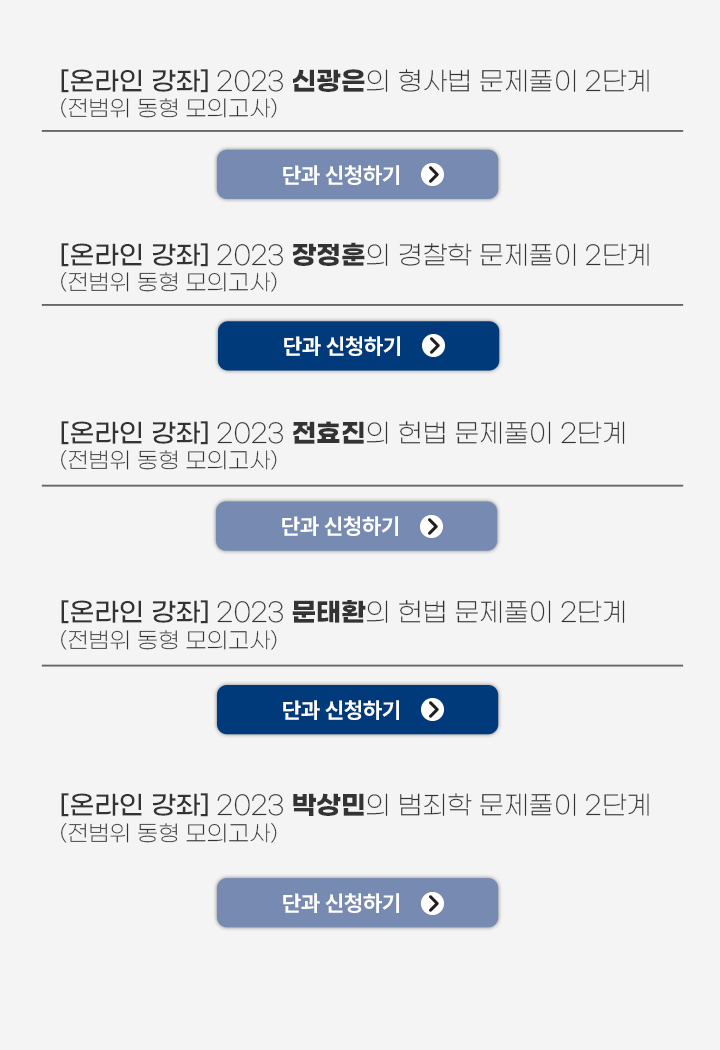 [온라인 강좌] 2023 신광은의 형사법 문제풀이 2단계
(전범위 동형 모의고사)
단과 신청하기
[온라인 강좌] 2023 장정훈의 경찰학 문제풀이 2단계
(전범위 동형 모의고사)
단과 신청하기
[온라인 강좌] 2023 전효진의 헌법 문제풀이 2단계
(전범위 동형 모의고사)
단과 신청하기
[온라인 강좌] 2023 문태환의 헌법 문제풀이 2단계
(전범위 동형 모의고사)
단과 신청하기
[온라인 강좌] 2023 박상민의 범죄학 문제풀이 2단계
(전범위 동형 모의고사)
단과 신청하기